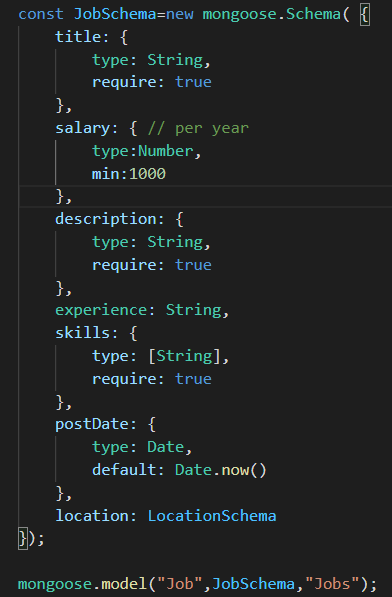 const JobSchema=new mongoose.Schema( {
    title: {
        type: String,
        require: true
    },
    salary: { // per year
        type:Number,
        min:1000
    },
    description: {
        type: String,
        require: true
    },
    experience: String,
    skills: {
        type: [String],
        require: true
    },
    postDate: {
        type: Date,
        default: Date.now()
    },
    location: LocationSchema
});
mongoose.model("Job",JobSchema,"Jobs");